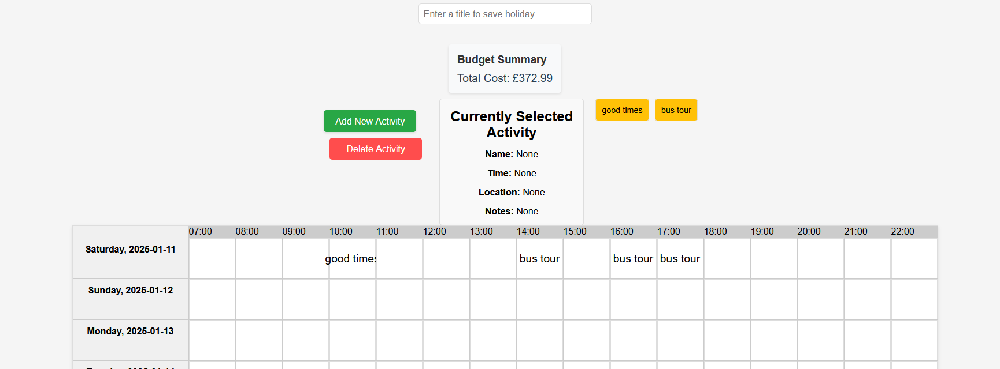 Enter a title to save holiday
Budget Summary
Total Cost: £372.99
Add New Activity
Delete Activity
Currently Selected
Activity
Name: None
Time: None
Location: None
Notes: None
good times
bus tour
07:00 08:00 09:00 10:00 11:00 12:00 13:00 14:00 15:00 16:00 17:00 18:00 19:00 20:00 21:00 22:00
Saturday, 2025-01-11 good times bus tour bus tour bus tour
Sunday, 2025-01-12
Monday, 2025-01-13